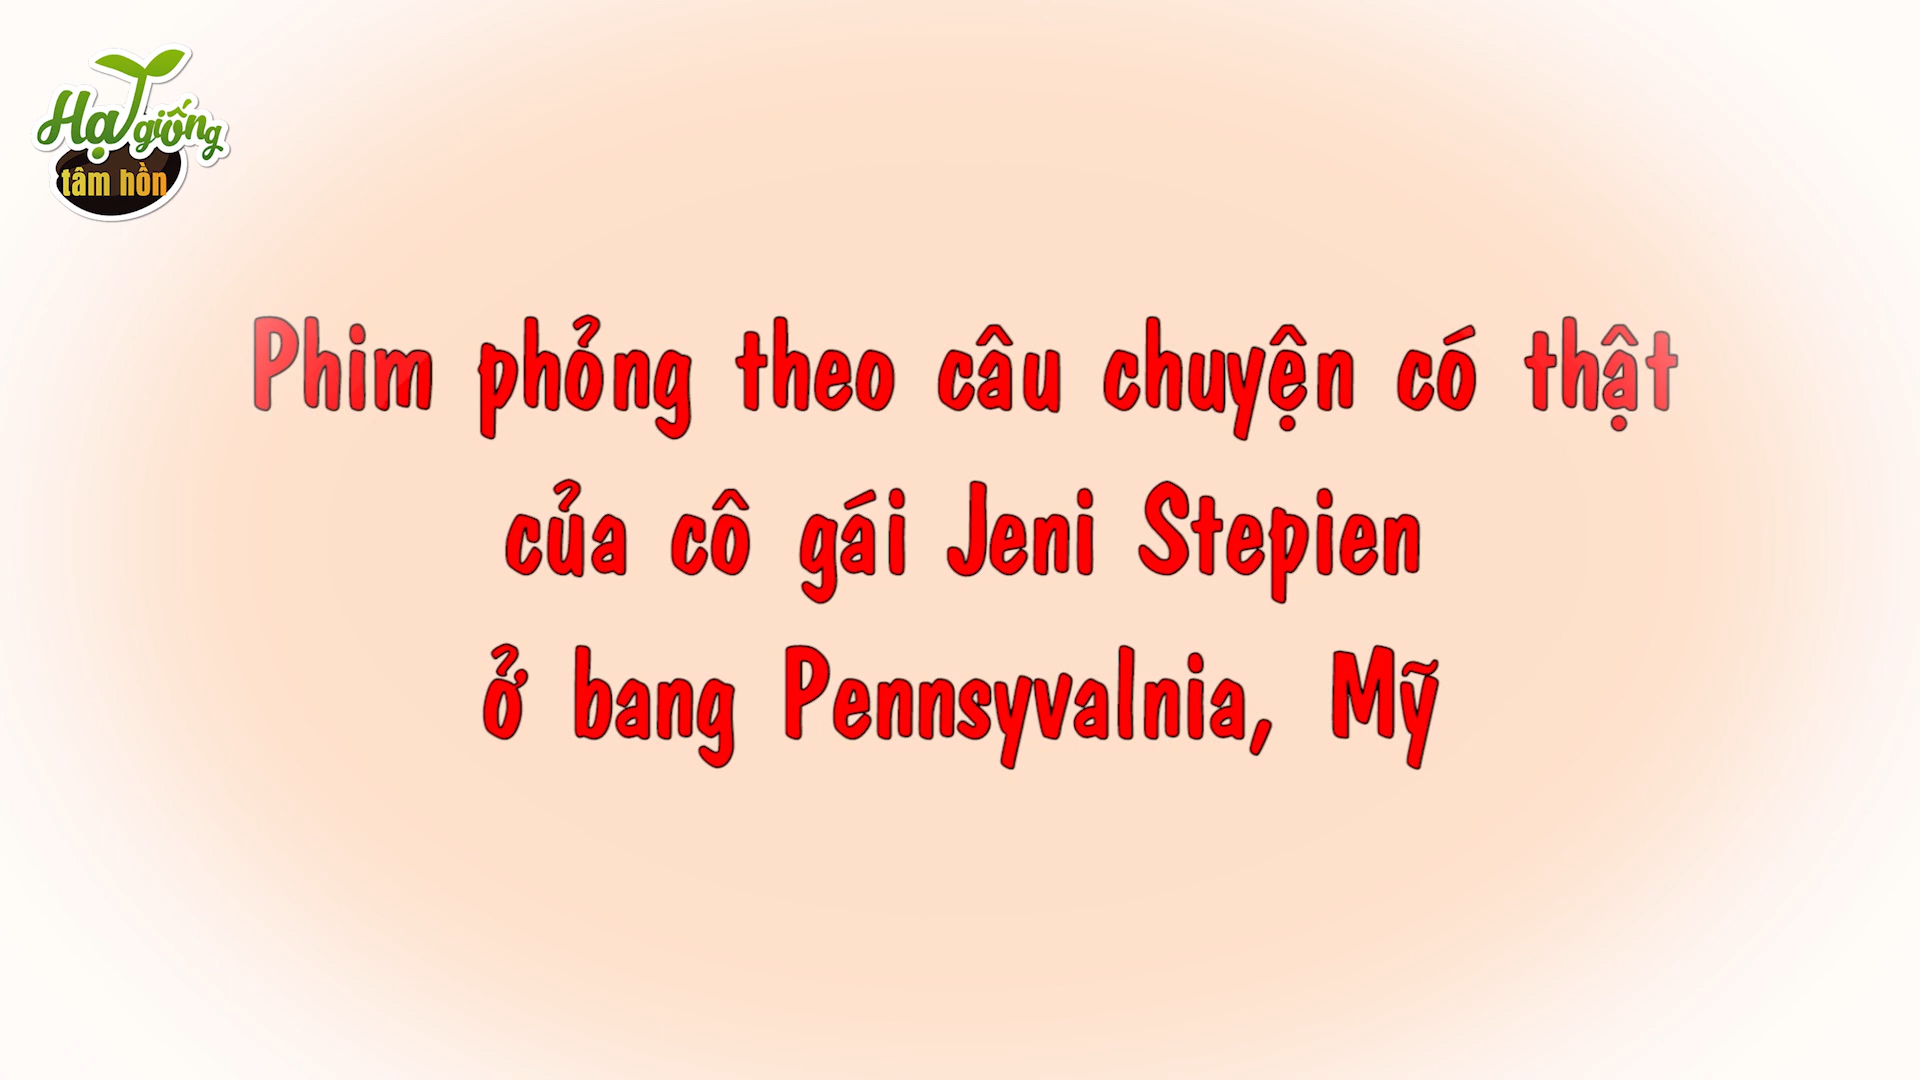 Hạt giống
tâm hồn
Phim phỏng theo câu chuyện có thật
của cô gái Jeni Stepien
ở bang Pennsyvalnia, Mỹ